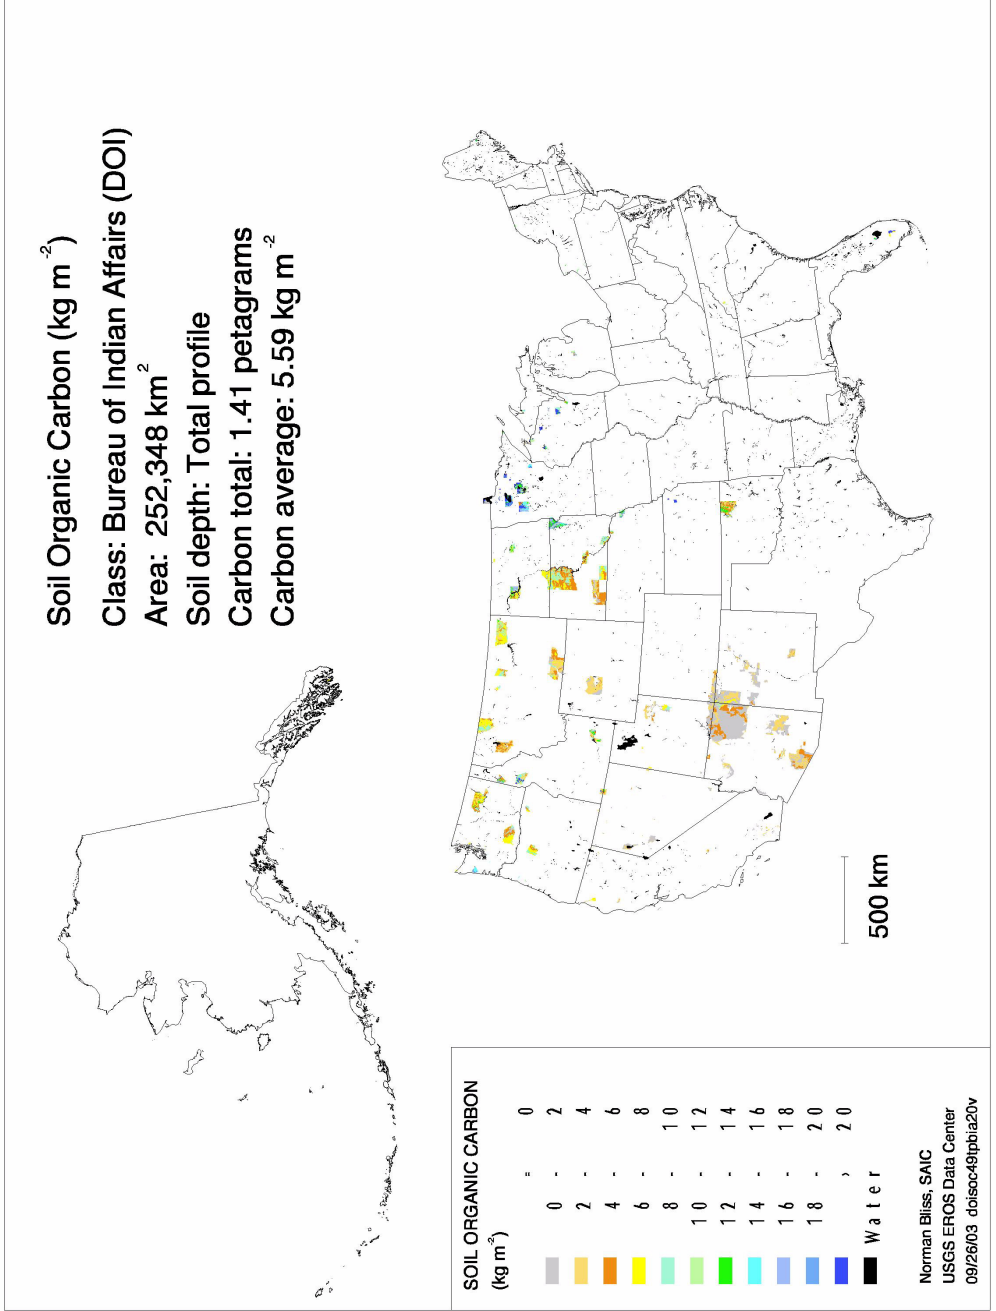 Soil Organic Carbon (kg m-2)
Class: Bureau of Indian Affairs (DOI)
Area: 252,348 km2
Soil depth: Total profile
Carbon total: 1.41 petagrams
Carbon average: 5.59 kg m-2
500 km
SOIL ORGANIC CARBON
(kg m-2)
= 0
0 - 2
2 - 4
4 - 6
6 - 8
8 - 10
10 - 12
12 - 14
14 - 16
16 - 18
18 - 20
> 20
Water
Norman Bliss, SAIC
USGS EROS Data Center
09/26/03 doisoc49tpbia20v